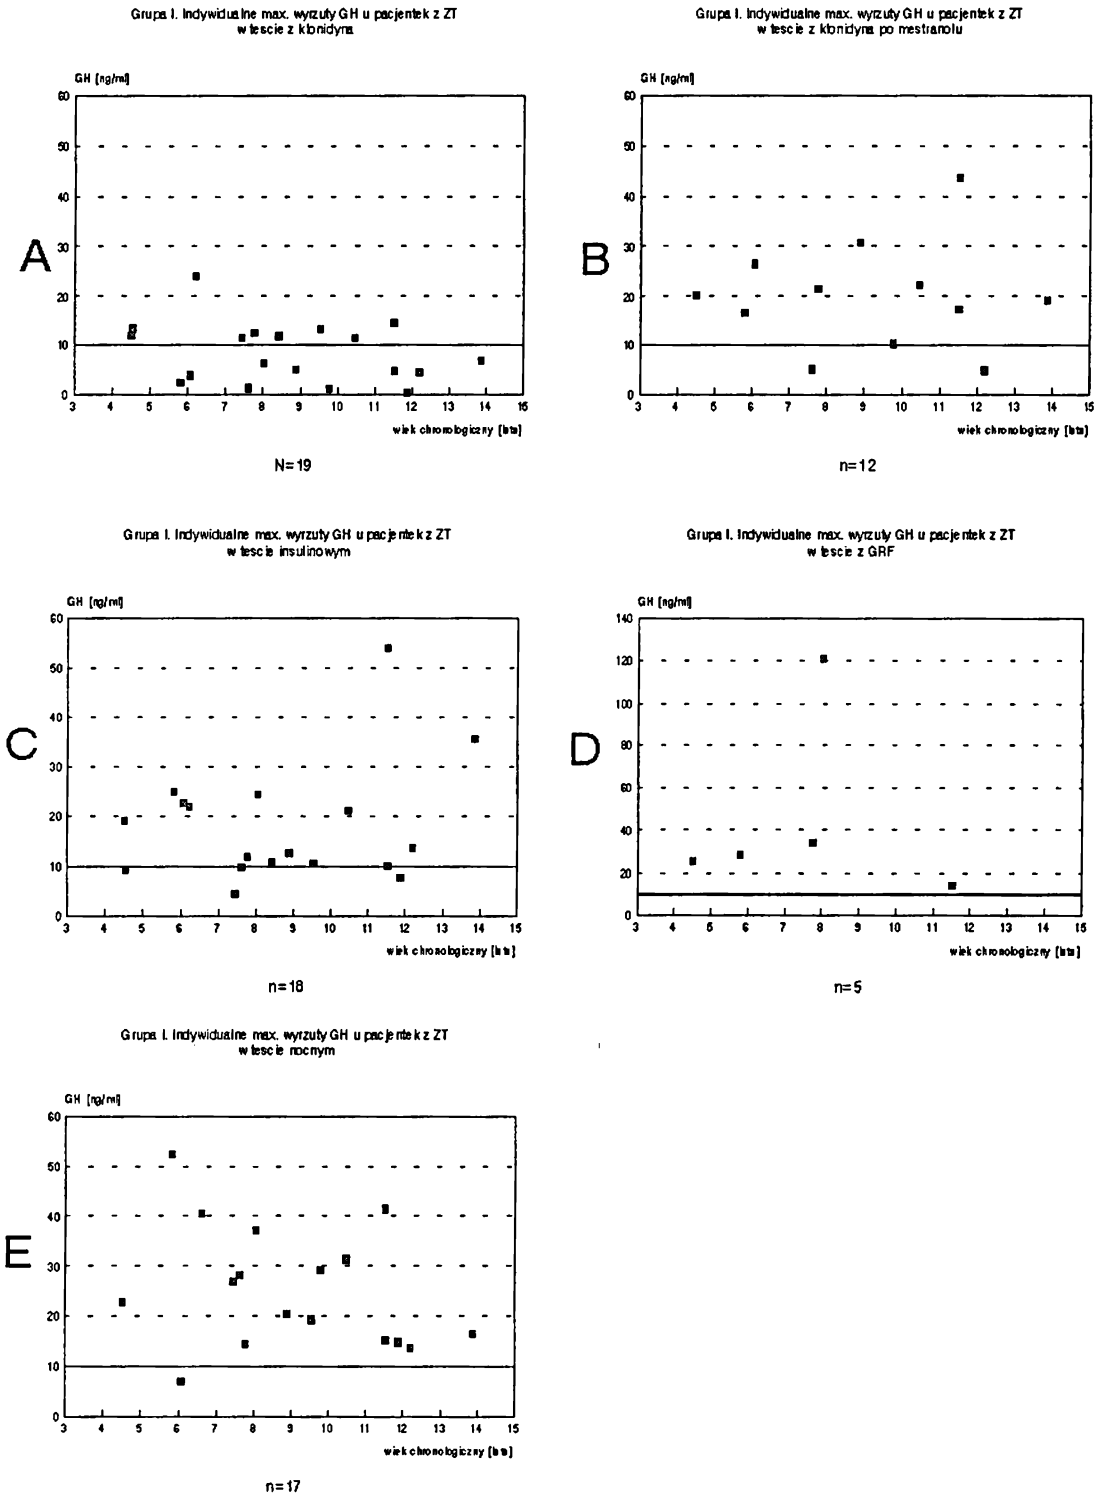 Grupa I. Indywidualne max. wyrzuty GH u pacjentek z ZT
w tescie z klonidyna
GH [ng/ml]
60
50
40
30
20
10
0
3 4 5 6 7 8 9 10 11 12 13 14 15
wiek chronologiczny [lata]
A
N=19
Grupa I. Indywidualne max. wyrzuty GH u pacjentek z ZT
w tescie z klonidyna po mestranolu
GH [ng/ml]
60
50
40
30
20
10
0
3 4 5 6 7 8 9 10 11 12 13 14 15
wiek chronologiczny [lata]
B
n=12
Grupa I. Indywidualne max. wyrzuty GH u pacjentek z ZT
w tescie insulinowym
GH [ng/ml]
60
50
40
30
20
10
0
3 4 5 6 7 8 9 10 11 12 13 14 15
wiek chronologiczny [lata]
C
n=18
Grupa I. Indywidualne max. wyrzuty GH u pacjentek z ZT
w tescie z GRF
GH [ng/ml]
140
120
100
80
60
40
20
0
3 4 5 6 7 8 9 10 11 12 13 14 15
wiek chronologiczny [lata]
D
n=5
Grupa I. Indywidualne max. wyrzuty GH u pacjentek z ZT
w tescie nocnym
GH [ng/ml]
60
50
40
30
20
10
0
3 4 5 6 7 8 9 10 11 12 13 14 15
wiek chronologiczny [lata]
E
n=17